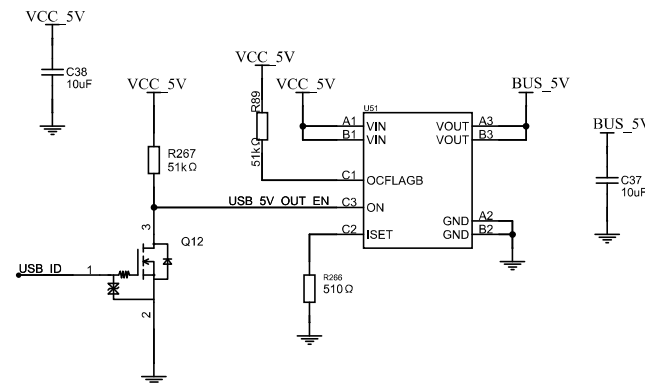 VCC_5V
C38
10uF
VCC_5V
R267
51kΩ
VCC_5V
R89
51kΩ
VCC_5V
BUS_5V
U51
A1 VIN VOUT A3
B1 VIN VOUT B3
C1 OCFLAGB
USB_5V_OUT_EN C3 ON
GND A2
C2 ISET GND B2
BUS_5V
C37
10uF
3
Q12
USB_ID 1
2
R266
510Ω